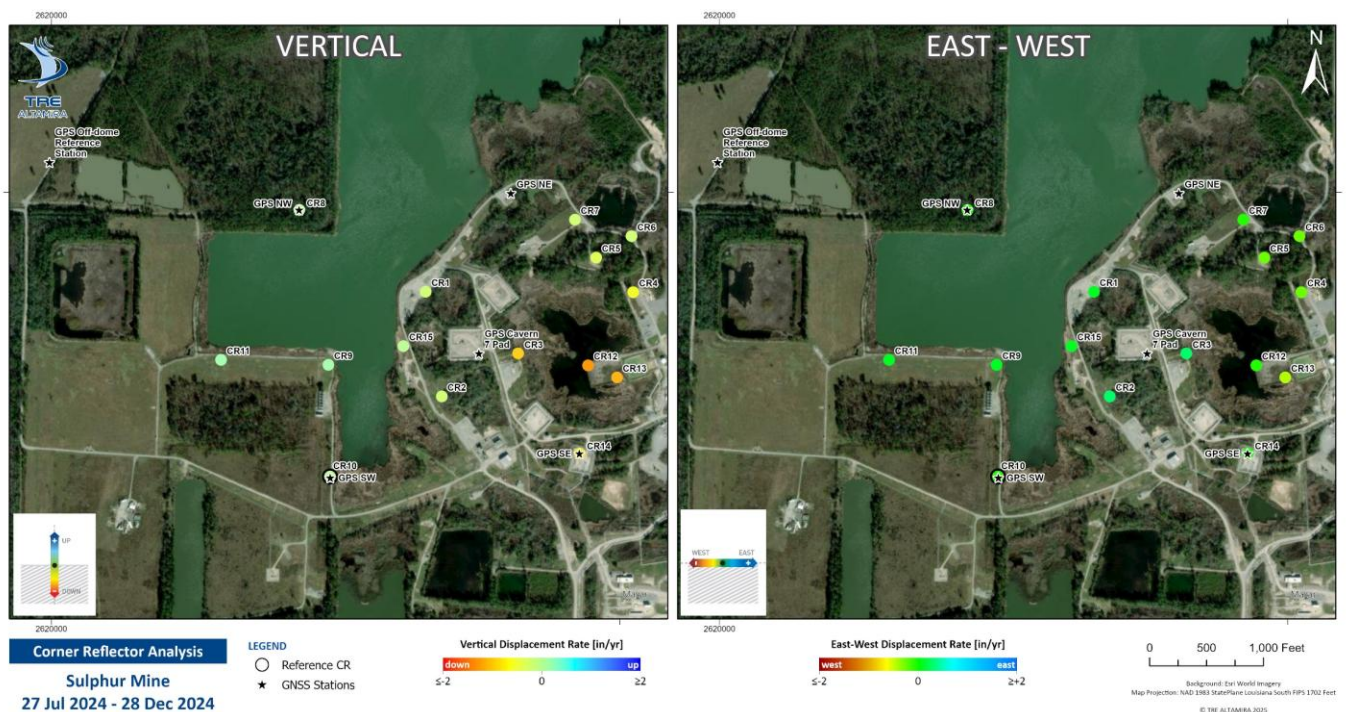 2620000
2620000
VERTICAL
EAST - WEST
N
TRE
ALTAMIRA
GPS Off-dome
Reference
Station
GPS NW
CR8
GPS NE
CR7
CR6
CR5
CR4
CR1
CR15
GPS Cavern
7 Pad
CR3
CR11
CR9
CR12
CR13
CR2
GPS SE
CR14
CR10
GPS SW
UP
DOWN
GPS Off-dome
Reference
Station
GPS NW
CR8
GPS NE
CR7
CR6
CR5
CR4
CR1
CR15
GPS Cavern
7 Pad
CR3
CR11
CR9
CR12
CR13
CR2
GPS SE
CR14
CR10
GPS SW
WEST
EAST
2620000
2620000
Corner Reflector Analysis
Sulphur Mine
27 Jul 2024 - 28 Dec 2024
LEGEND
Reference CR
GNSS Stations
Vertical Displacement Rate [in/yr]
down
up
≤-2
0
≥2
East-West Displacement Rate [in/yr]
west
east
≤-2
0
≥+2
0
500
1,000 Feet
Background: Esri World Imagery
Map Projection: NAD 1983 StatePlane Louisiana South FIPS 1702 Feet
© TRE ALTAMIRA 2025